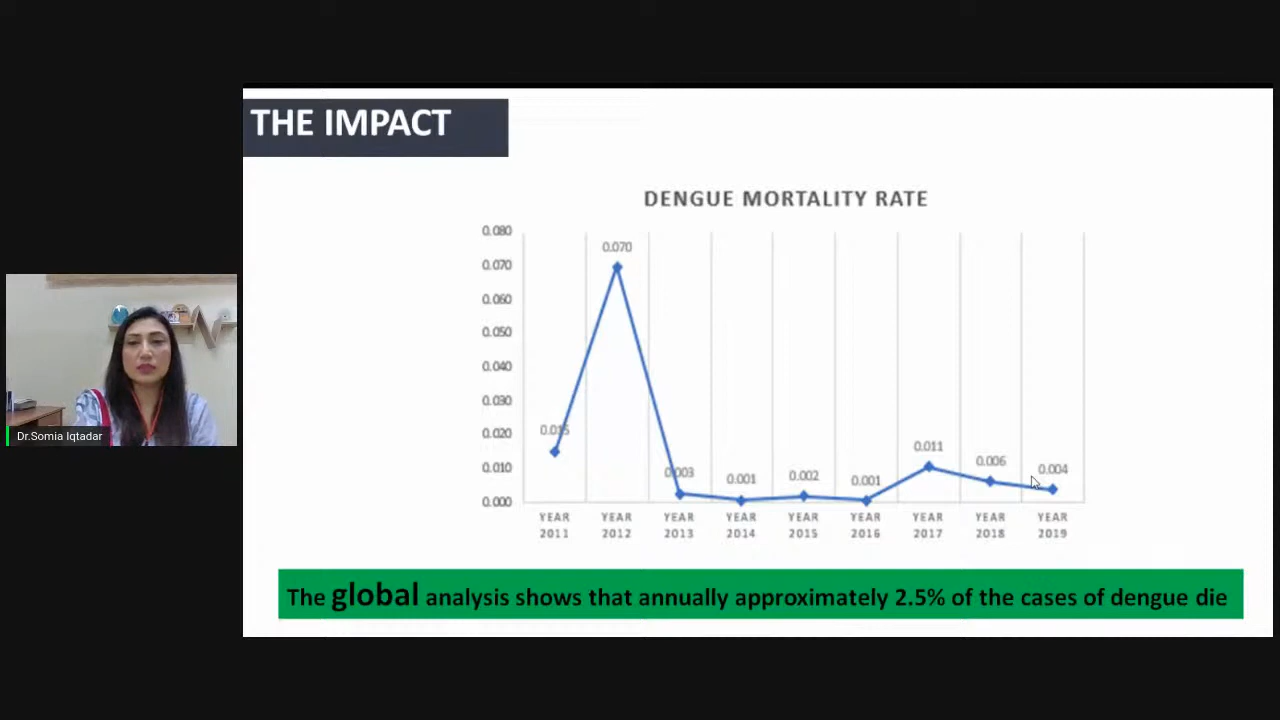 THE IMPACT
DENGUE MORTALITY RATE
0.080
0.070
0.060
0.050
0.040
0.030
0.020
0.010
0.000
0.015
0.070
0.003
0.001
0.002
0.001
0.011
0.006
0.004
YEAR 2011
YEAR 2012
YEAR 2013
YEAR 2014
YEAR 2015
YEAR 2016
YEAR 2017
YEAR 2018
YEAR 2019
The global analysis shows that annually approximately 2.5% of the cases of dengue die
Dr.Somia Iqtadar